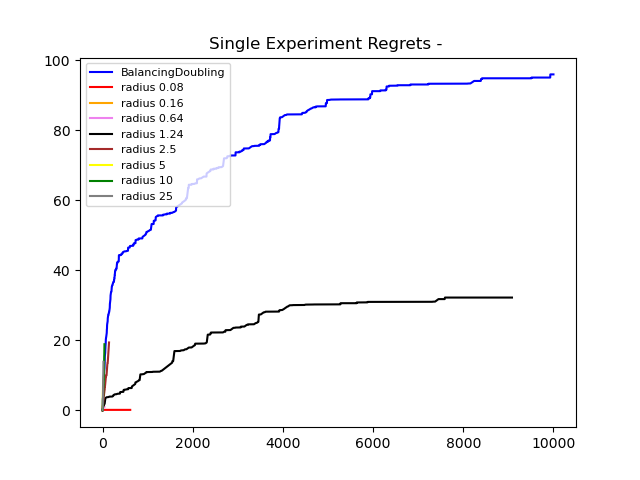 Single Experiment Regrets -
100
80
60
40
20
0
BalancingDoubling
radius 0.08
radius 0.16
radius 0.64
radius 1.24
radius 2.5
radius 5
radius 10
radius 25
0 2000 4000 6000 8000 10000